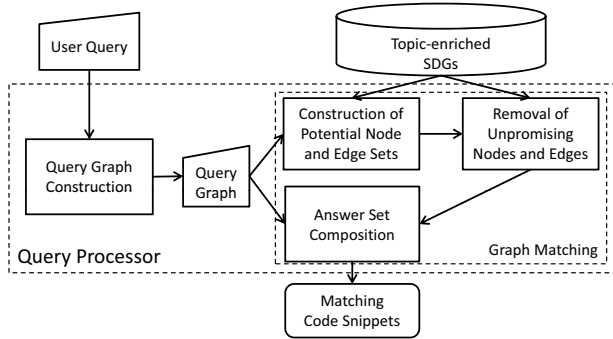 User Query
Topic-enriched
SDGs
Construction of
Potential Node
and Edge Sets
Removal of
Unpromising
Nodes and Edges
Query Graph
Construction
Query
Graph
Answer Set
Composition
Graph Matching
Query Processor
Matching
Code Snippets